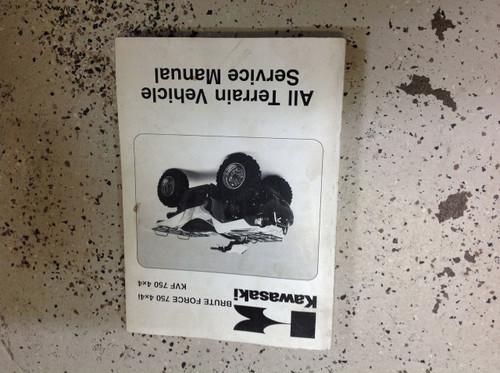 Kawasaki
BRUTE FORCE 750 4x4i
KVF 750 4x4
All Terrain Vehicle
Service Manual